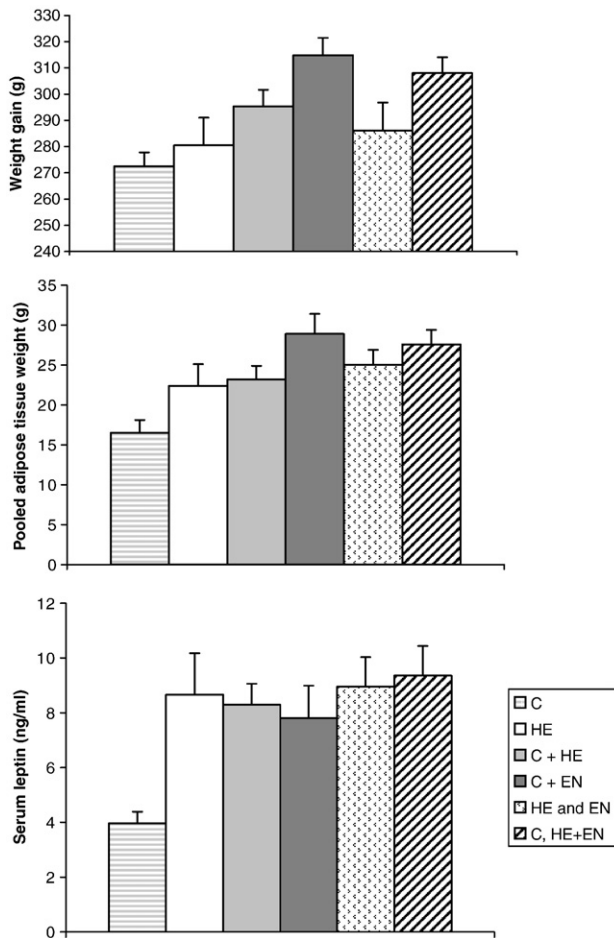 330
320
310
300
290
280
270
260
250
240
Weight gain (g)
35
30
25
20
15
10
5
0
Pooled adipose tissue weight (g)
12
10
8
6
4
2
0
Serum leptin (ng/ml)
C
HE
C + HE
C + EN
HE and EN
C, HE+EN